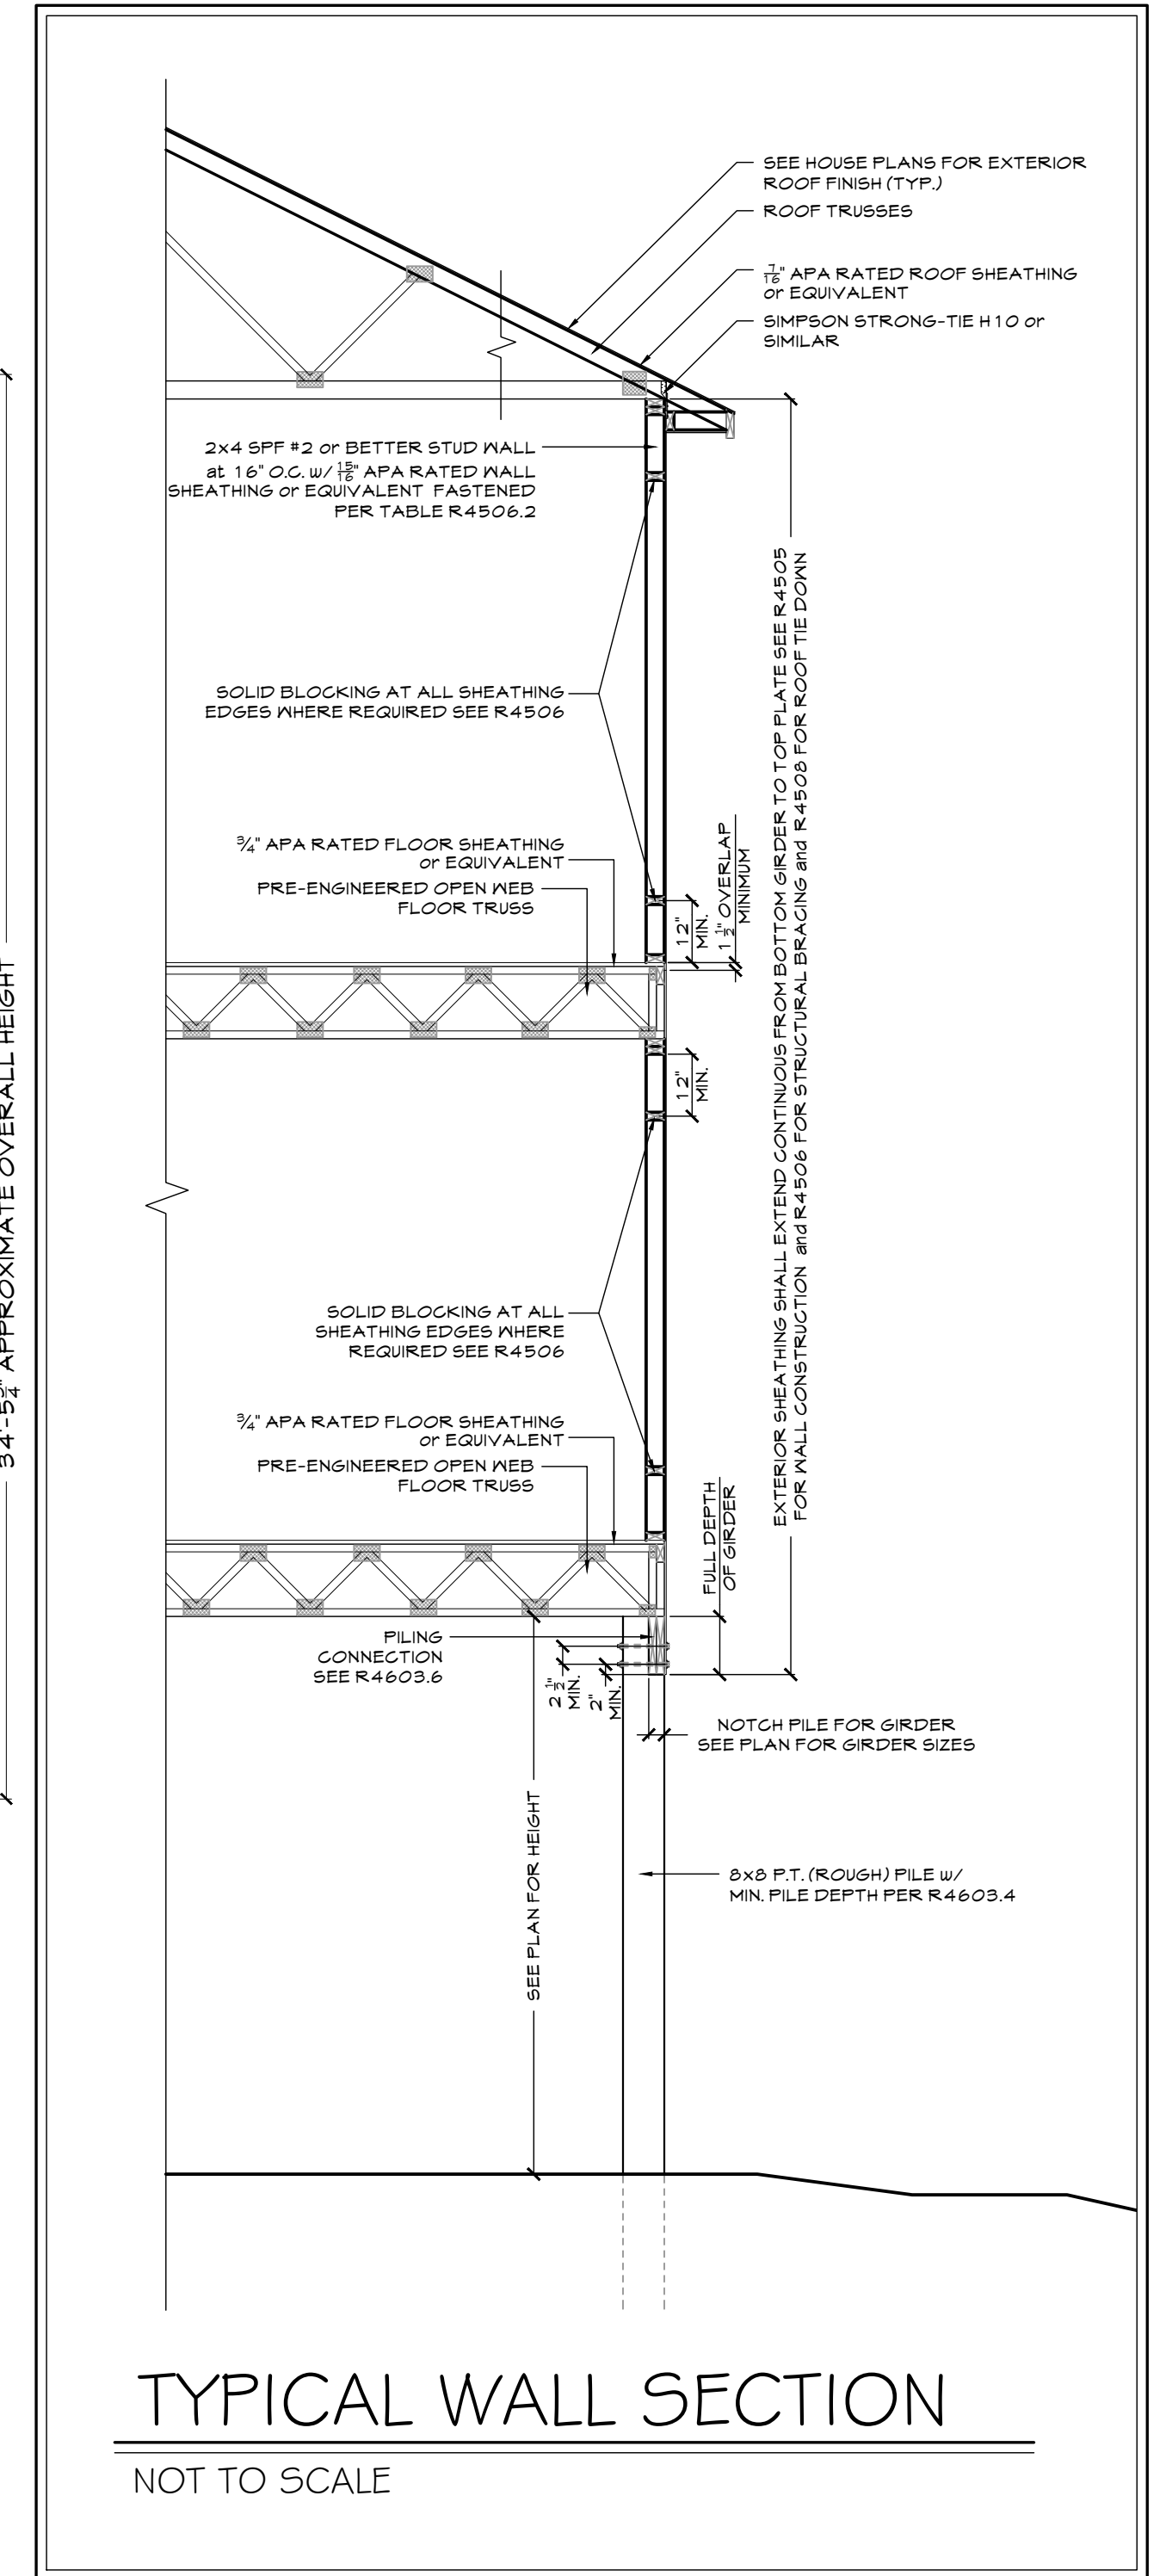 SEE HOUSE PLANS FOR EXTERIOR
ROOF FINISH (TYP.)
ROOF TRUSSES
7/16" APA RATED ROOF SHEATHING
or EQUIVALENT
SIMPSON STRONG-TIE H10 or
SIMILAR
2x4 SPF #2 or BETTER STUD WALL
at 16" O.C. w/ 15/16" APA RATED WALL
SHEATHING or EQUIVALENT FASTENED
PER TABLE R4506.2
SOLID BLOCKING AT ALL SHEATHING
EDGES WHERE REQUIRED SEE R4506
3/4" APA RATED FLOOR SHEATHING
or EQUIVALENT
PRE-ENGINEERED OPEN WEB
FLOOR TRUSS
12"
MIN.
1 1/2" OVERLAP
MINIMUM
EXTERIOR SHEATHING SHALL EXTEND CONTINUOUS FROM BOTTOM GIRDER TO TOP PLATE SEE R4505
FOR WALL CONSTRUCTION and R4506 FOR STRUCTURAL BRACING and R4508 FOR ROOF TIE DOWN
34'-5 3/4" APPROXIMATE OVERALL HEIGHT
12"
MIN.
SOLID BLOCKING AT ALL
SHEATHING EDGES WHERE
REQUIRED SEE R4506
3/4" APA RATED FLOOR SHEATHING
or EQUIVALENT
PRE-ENGINEERED OPEN WEB
FLOOR TRUSS
FULL DEPTH
OF GIRDER
PILING
CONNECTION
SEE R4603.6
2 1/2"
MIN.
2"
MIN.
NOTCH PILE FOR GIRDER
SEE PLAN FOR GIRDER SIZES
SEE PLAN FOR HEIGHT
8x8 P.T. (ROUGH) PILE w/
MIN. PILE DEPTH PER R4603.4
TYPICAL WALL SECTION
NOT TO SCALE